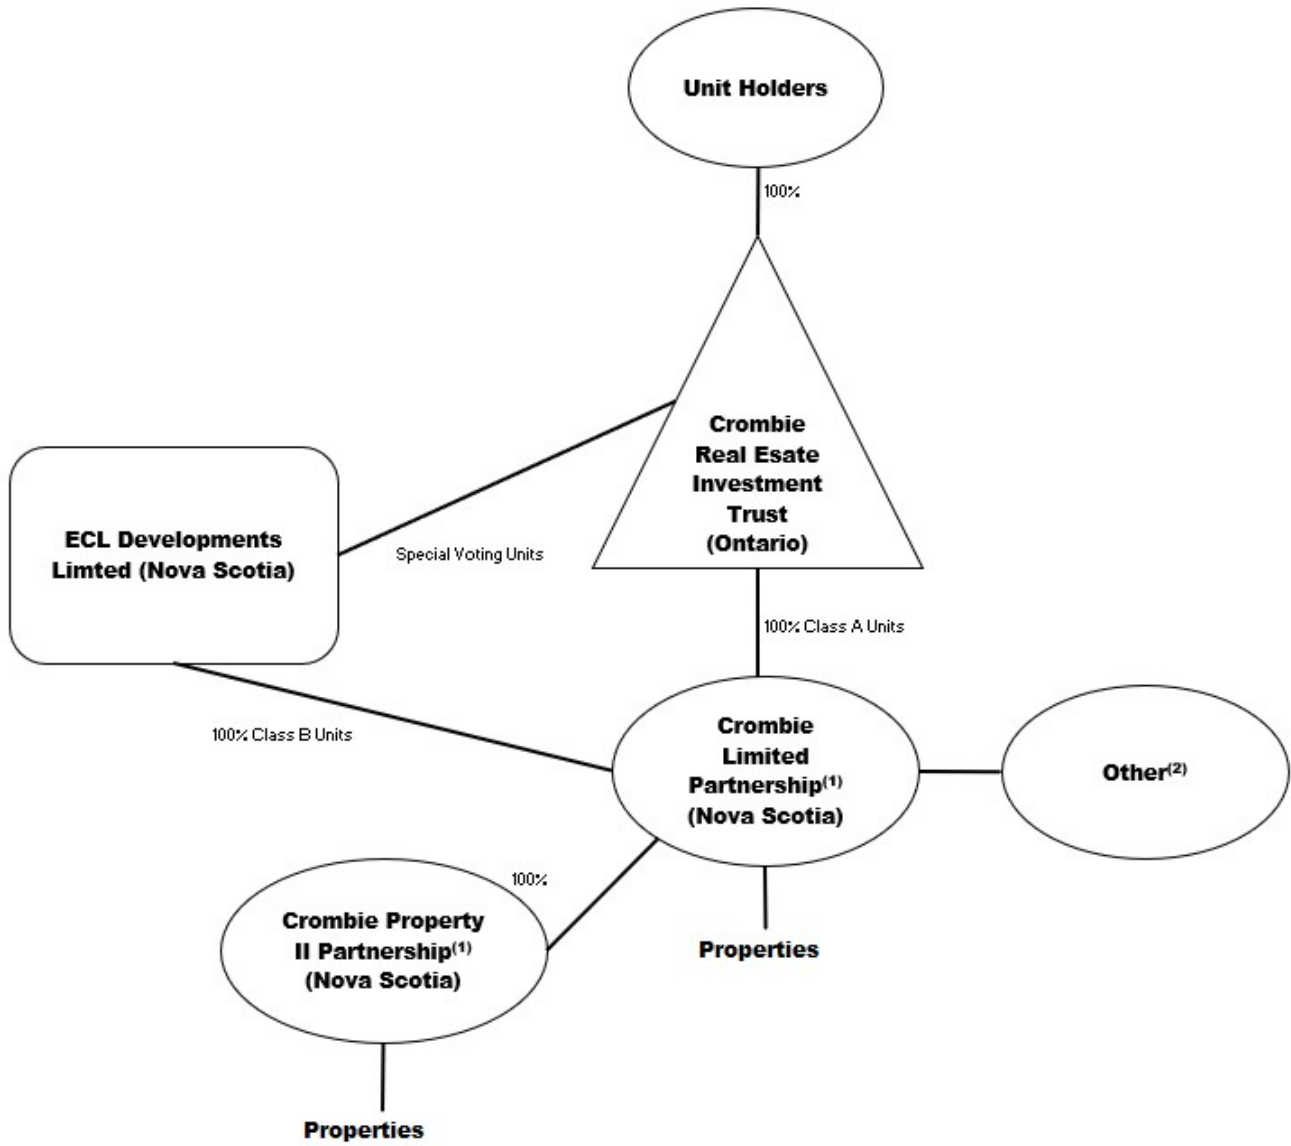 Unit Holders
100%
Crombie
Real Esate
Investment
Trust
(Ontario)
ECL Developments
Limted (Nova Scotia)
Special Voting Units
100% Class A Units
100% Class B Units
Crombie
Limited
Partnership(1)
(Nova Scotia)
Other(2)
100%
Crombie Property
II Partnership(1)
(Nova Scotia)
Properties
Properties